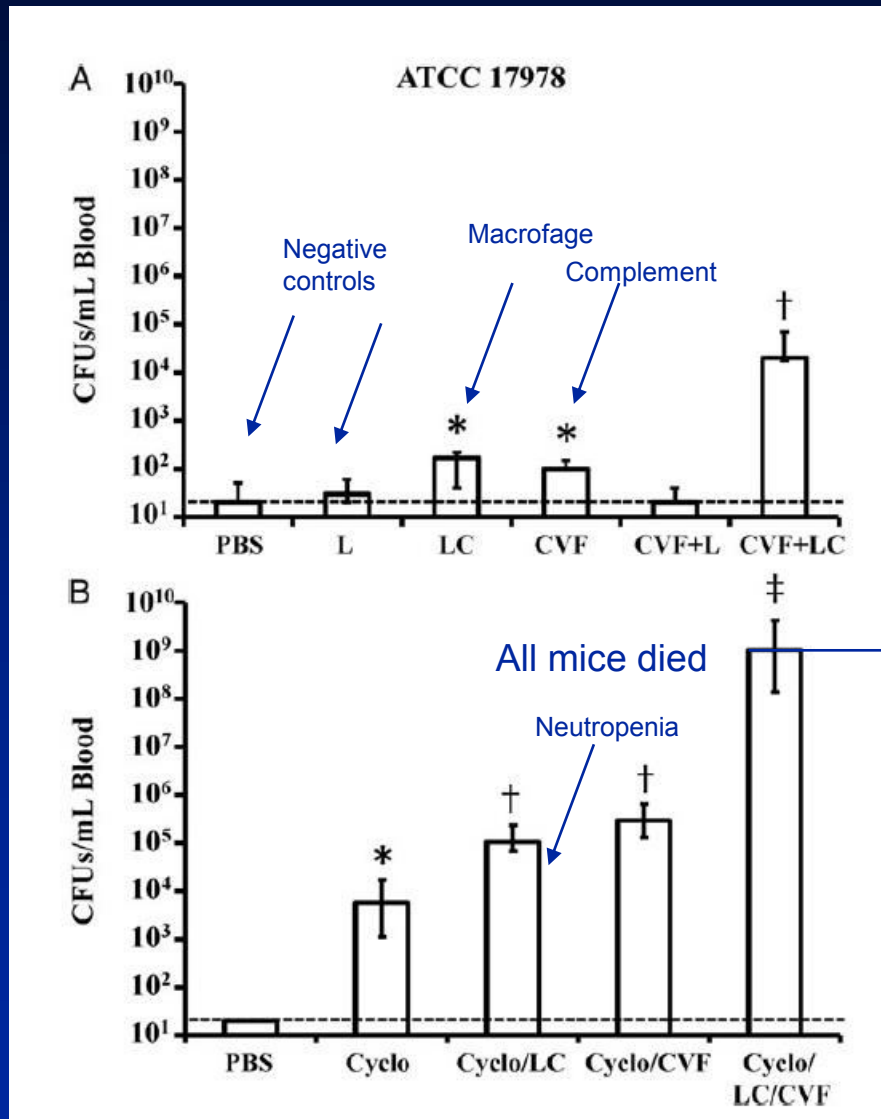 A
ATCC 17978
CFUs/mL Blood
10¹⁰
10⁹
10⁸
10⁷
10⁶
10⁵
10⁴
10³
10²
10¹
Negative
controls
Macrofage
Complement
*
*
†
PBS L LC CVF CVF+L CVF+LC
B
CFUs/mL Blood
10¹⁰
10⁹
10⁸
10⁷
10⁶
10⁵
10⁴
10³
10²
10¹
All mice died
Neutropenia
*
†
†
‡
PBS Cyclo Cyclo/LC Cyclo/CVF Cyclo/
LC/CVF